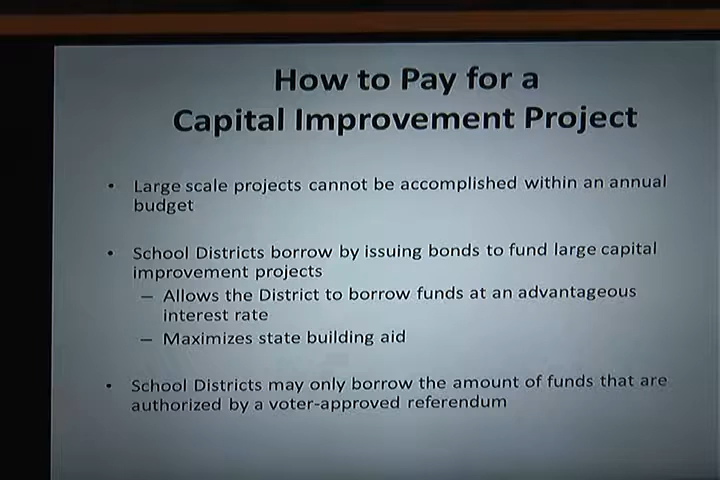 How to Pay for a
Capital Improvement Project
• Large scale projects cannot be accomplished within an annual
budget
• School Districts borrow by issuing bonds to fund large capital
improvement projects
– Allows the District to borrow funds at an advantageous
interest rate
– Maximizes state building aid
• School Districts may only borrow the amount of funds that are
authorized by a voter-approved referendum